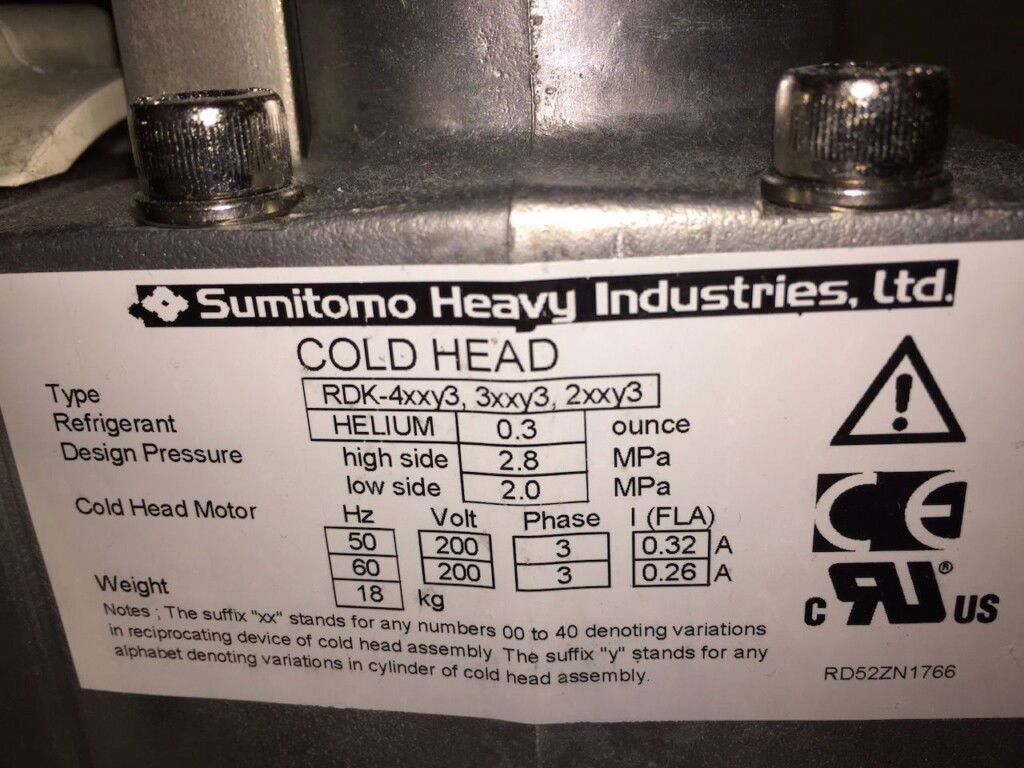 Sumitomo Heavy Industries, Ltd.
COLD HEAD
Type RDK-4xxy3, 3xxy3, 2xxy3
Refrigerant HELIUM 0.3 ounce
Design Pressure high side 2.8 MPa
low side 2.0 MPa
Cold Head Motor Hz Volt Phase I (FLA)
50 200 3 0.32 A
60 200 3 0.26 A
Weight 18 kg
Notes ; The suffix "xx" stands for any numbers 00 to 40 denoting variations
in reciprocating device of cold head assembly. The suffix "y" stands for any
alphabet denoting variations in cylinder of cold head assembly.
CE
C RU® US
RD52ZN1766